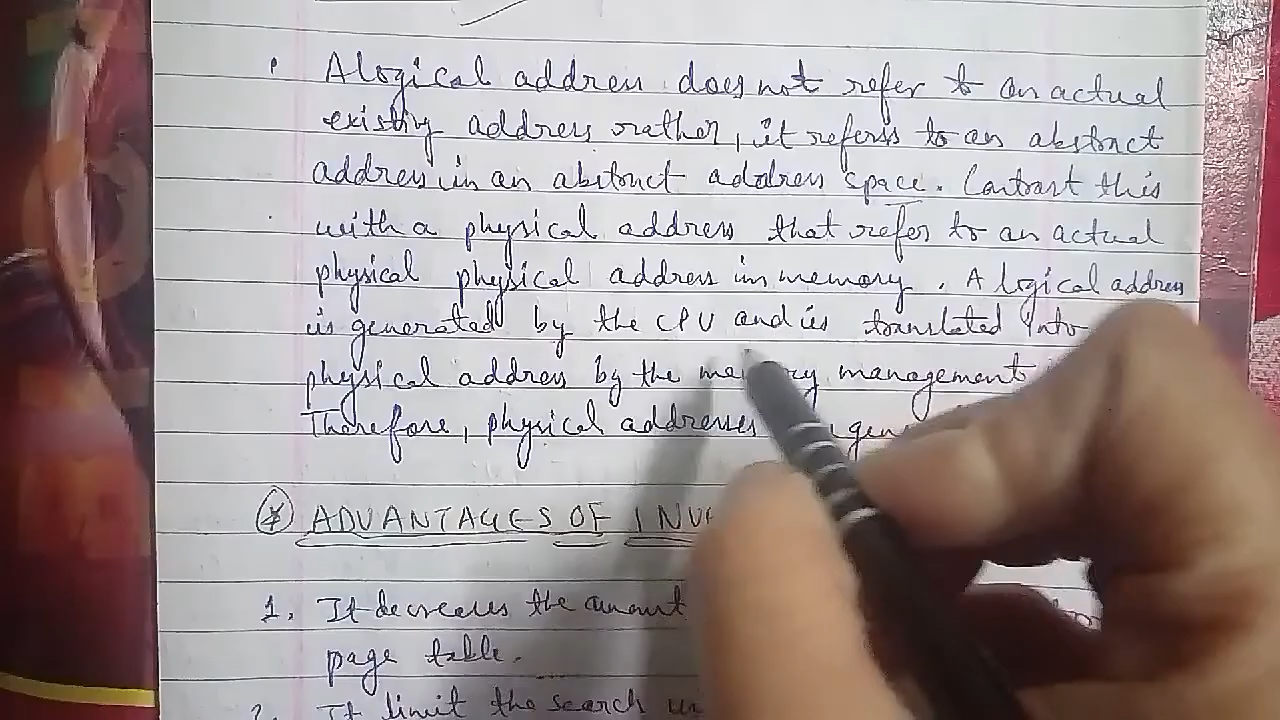 • A logical address does not refer to an actual
existing address rather, it referss to an abstract
address in an abstract address space. Contrast this
with a physical address that refer to an actual
physical physical address in memory. A logical address
is generated by the CPU and is translated into
physical address by the memory management
Therefore, physical addresses
* ADVANTAGES OF
1. It decreases the amount
page table.
2. It limit the search